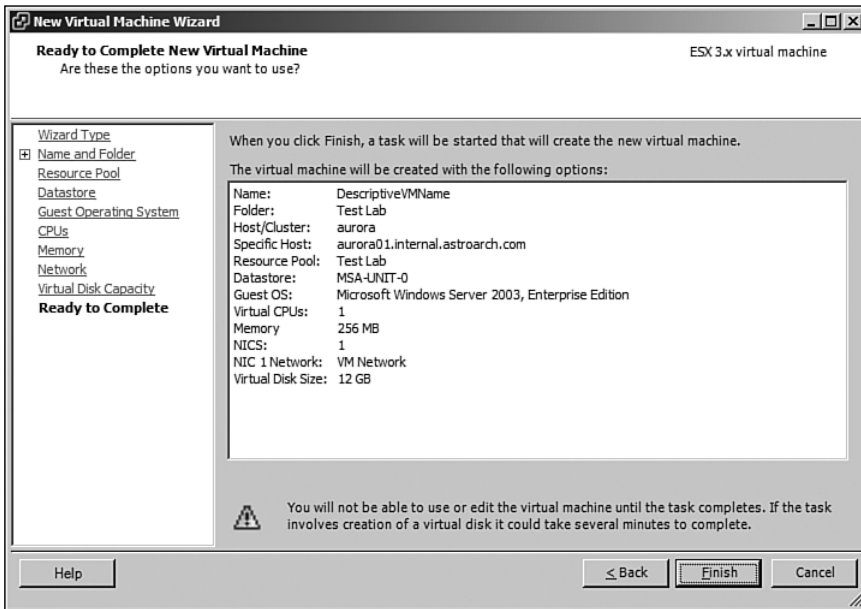 New Virtual Machine Wizard
Ready to Complete New Virtual Machine
Are these the options you want to use?
ESX 3.x virtual machine
Wizard Type
Name and Folder
Resource Pool
Datastore
Guest Operating System
CPUs
Memory
Network
Virtual Disk Capacity
Ready to Complete
When you click Finish, a task will be started that will create the new virtual machine.
The virtual machine will be created with the following options:
Name: DescriptiveVMName
Folder: Test Lab
Host/Cluster: aurora
Specific Host: aurora01.internal.astroarch.com
Resource Pool: Test Lab
Datastore: MSA-UNIT-0
Guest OS: Microsoft Windows Server 2003, Enterprise Edition
Virtual CPUs: 1
Memory 256 MB
NICS: 1
NIC 1 Network: VM Network
Virtual Disk Size: 12 GB
You will not be able to use or edit the virtual machine until the task completes. If the task
involves creation of a virtual disk it could take several minutes to complete.
Help
< Back
Finish
Cancel